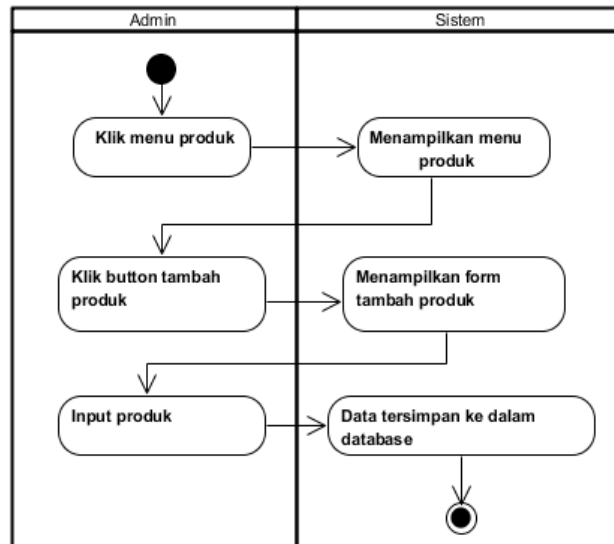 Admin
Sistem
Klik menu produk
Menampilkan menu
produk
Klik button tambah
produk
Menampilkan form
tambah produk
Input produk
Data tersimpan ke dalam
database